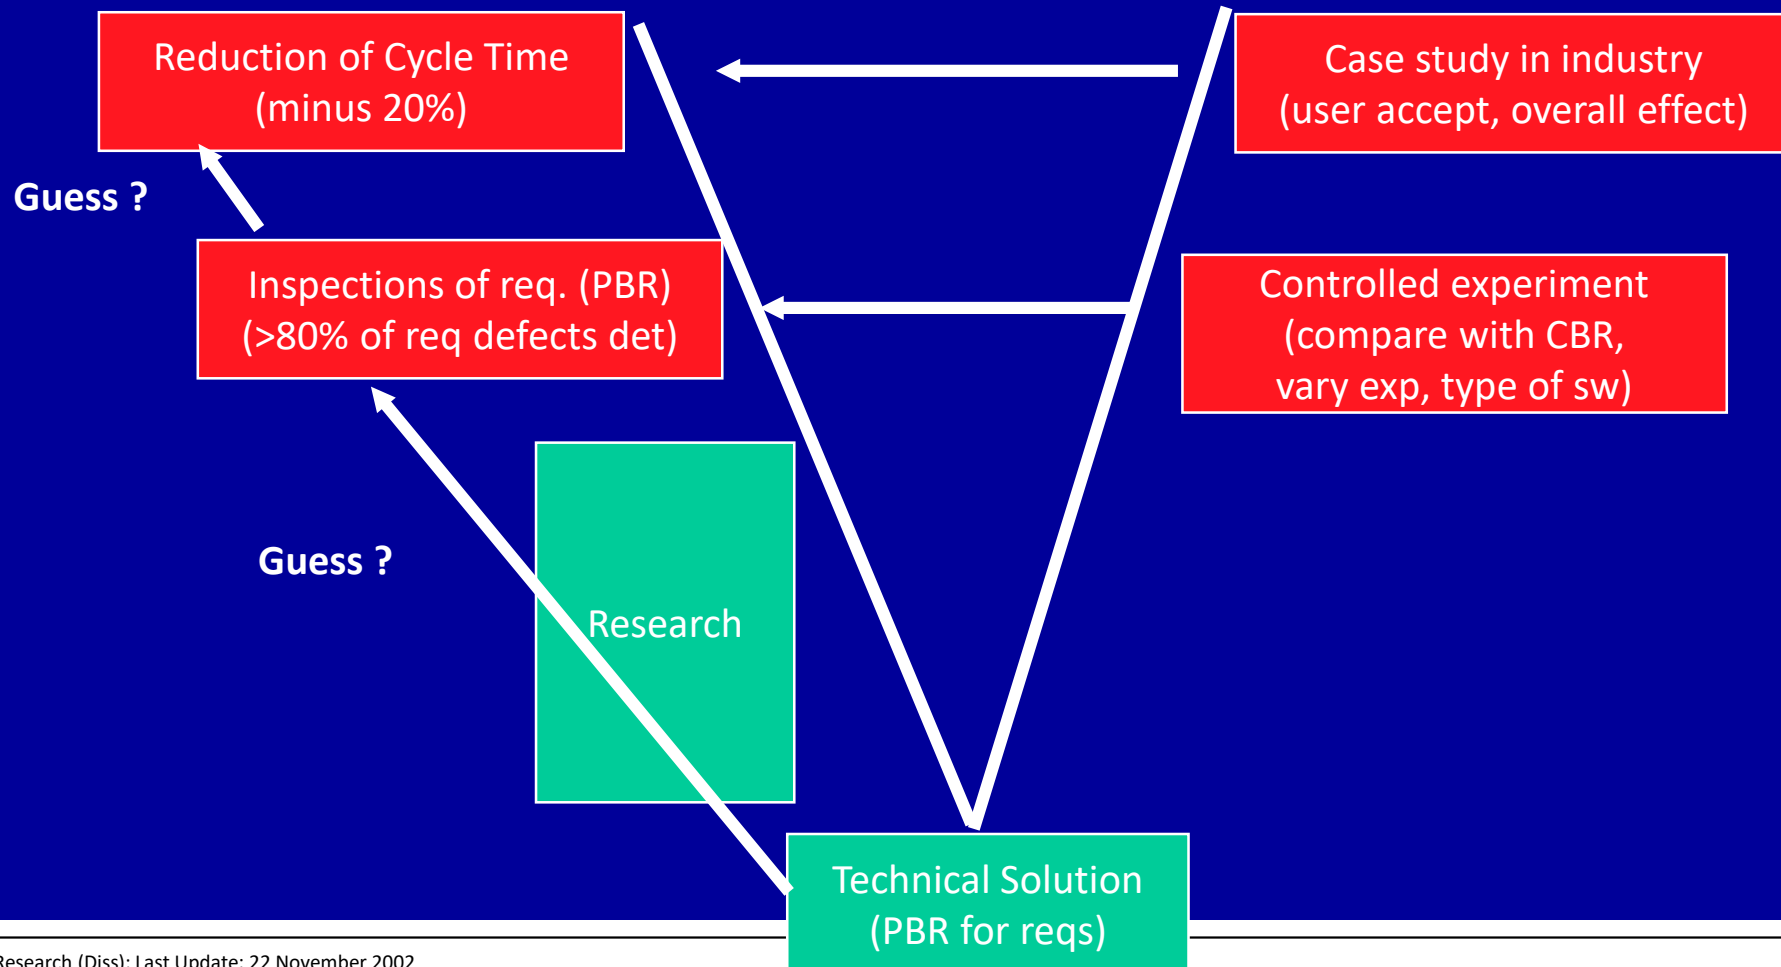 Reduction of Cycle Time
(minus 20%)
Case study in industry
(user accept, overall effect)
Guess ?
Inspections of req. (PBR)
(>80% of req defects det)
Controlled experiment
(compare with CBR,
vary exp, type of sw)
Guess ?
Research
Technical Solution
(PBR for reqs)
Research (Diss): Last Update: 22 November 2002